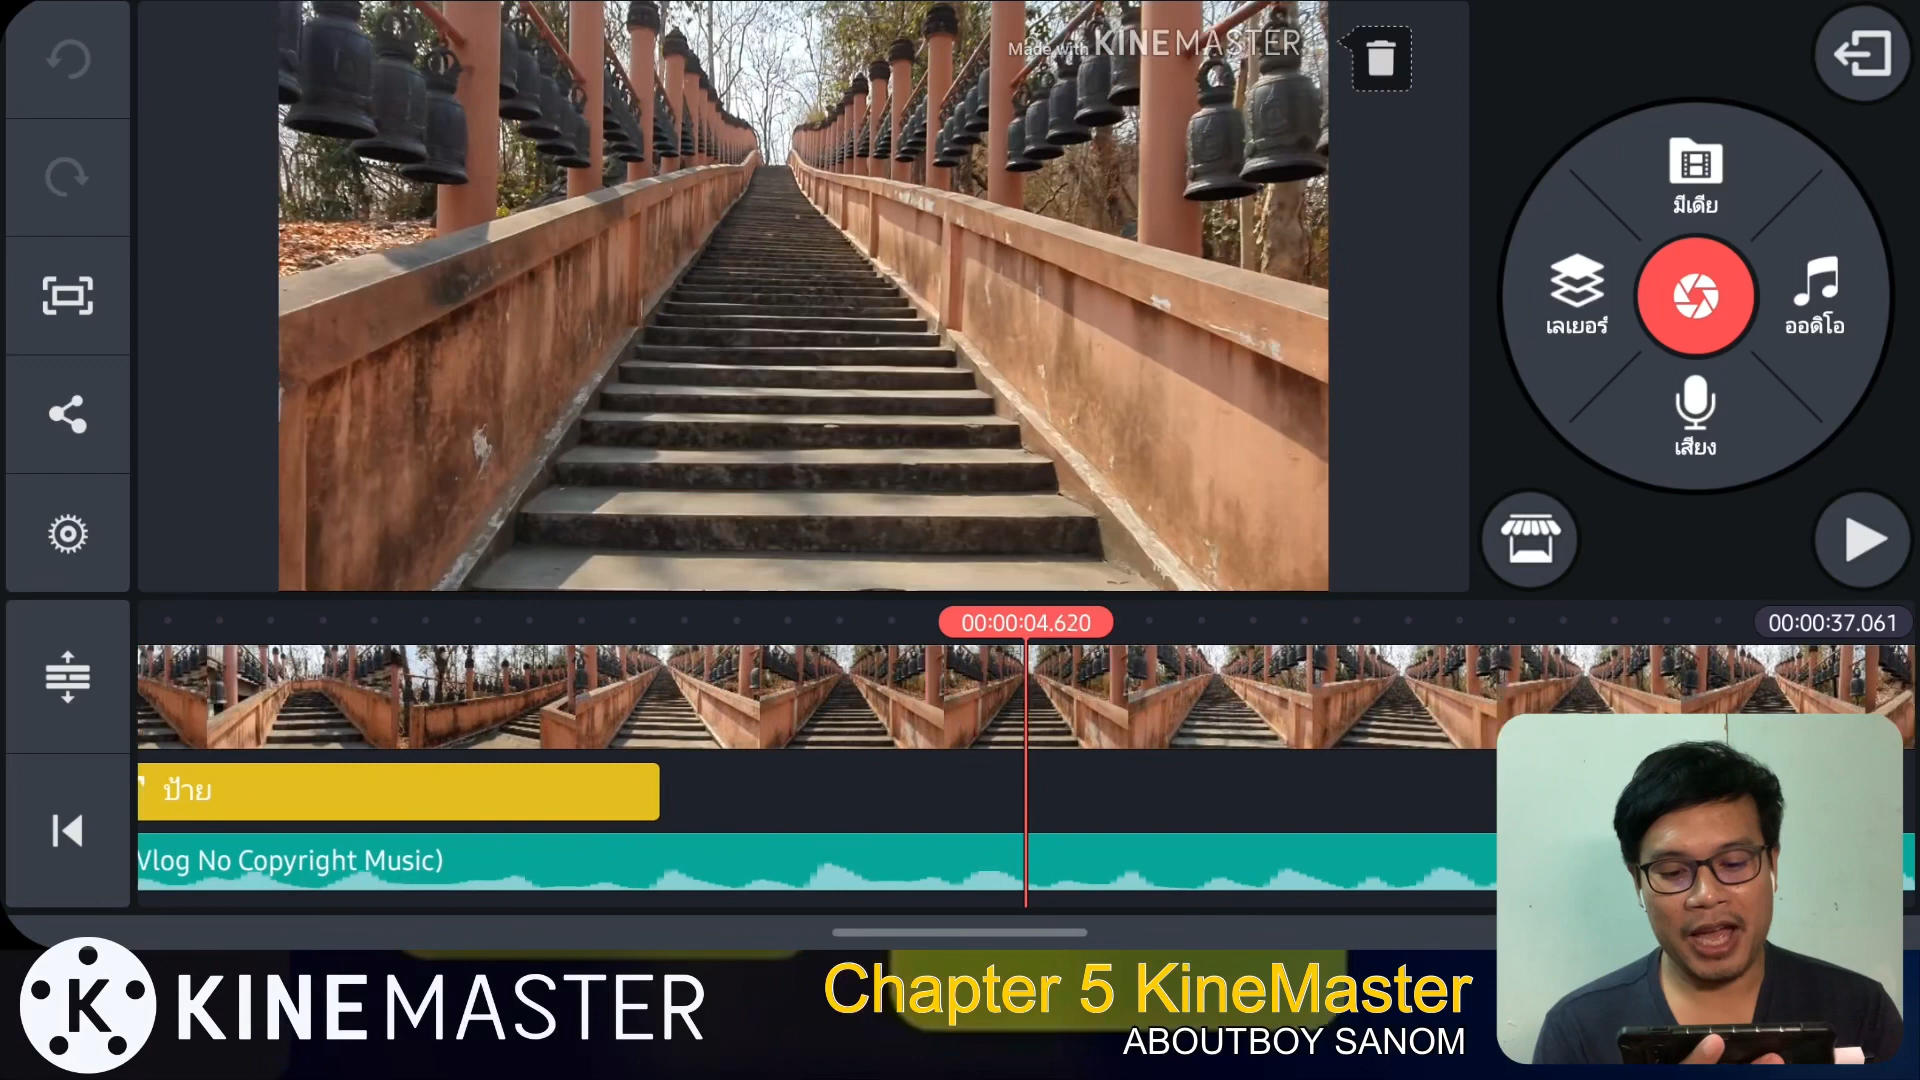 Made with KINEMASTER
มีเดีย
เลเยอร์
ออดิโอ
เสียง
00:00:04.620
00:00:37.061
ป้าย
Vlog No Copyright Music)
K KINEMASTER
Chapter 5 KineMaster
ABOUTBOY SANOM